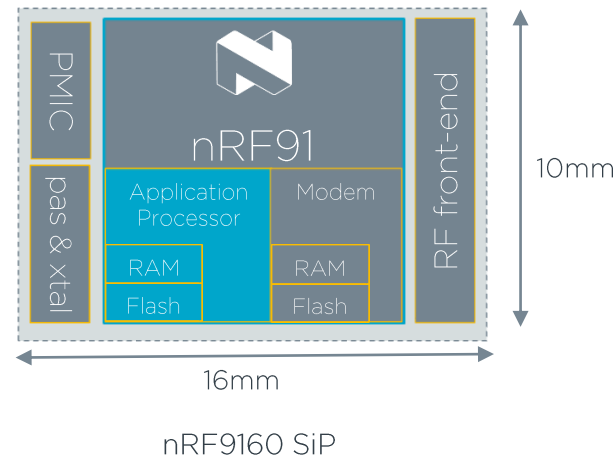 PMIC
pas & xtal
nRF91
Application
Processor
RAM
Flash
Modem
RAM
Flash
RF front-end
10mm
16mm
nRF9160 SiP